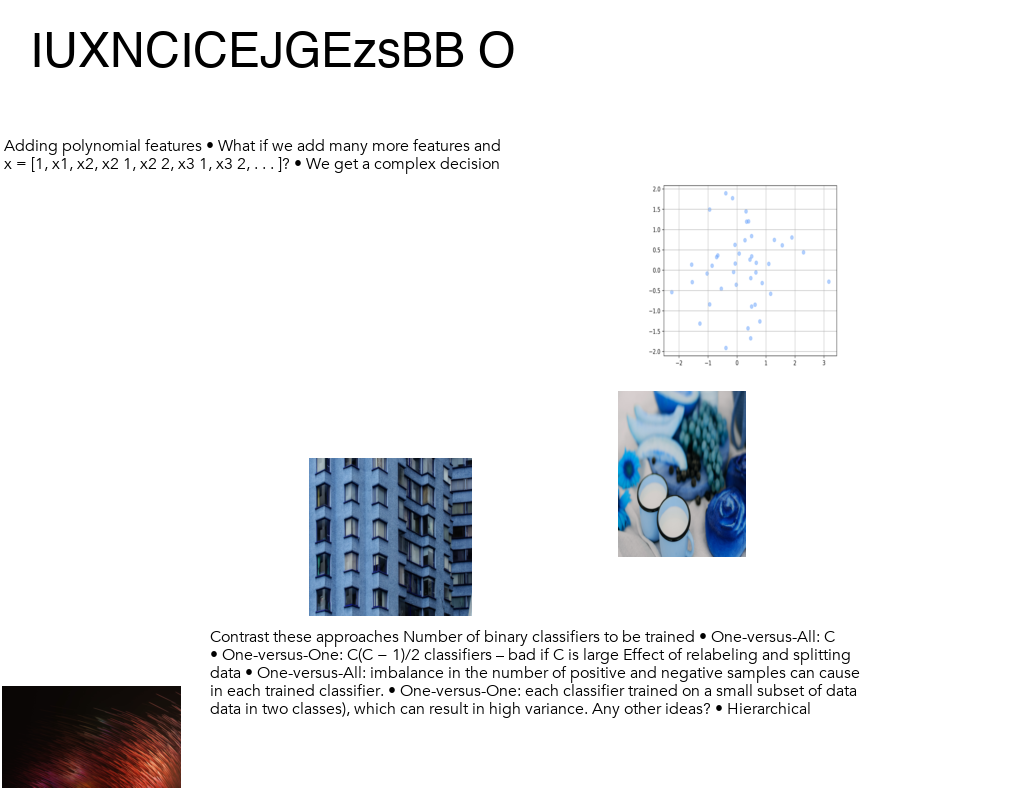 IUXNCICEJGEzsBB O
Adding polynomial features • What if we add many more features and
x = [1, x1, x2, x2 1, x2 2, x3 1, x3 2, . . . ]? • We get a complex decision
2.0
1.5
1.0
0.5
0.0
−0.5
−1.0
−1.5
−2.0
−2 −1 0 1 2 3
Contrast these approaches Number of binary classifiers to be trained • One-versus-All: C
• One-versus-One: C(C − 1)/2 classifiers – bad if C is large Effect of relabeling and splitting
data • One-versus-All: imbalance in the number of positive and negative samples can cause
in each trained classifier. • One-versus-One: each classifier trained on a small subset of data
data in two classes), which can result in high variance. Any other ideas? • Hierarchical